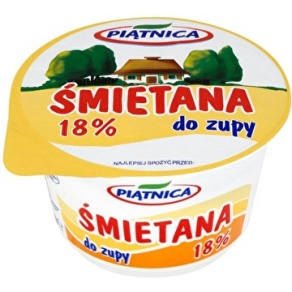 PIĄTNICA
ŚMIETANA
18% do zupy
NAJLEPIEJ SPOŻYĆ PRZED:
PIĄTNICA
ŚMIETANA
do zupy 18%